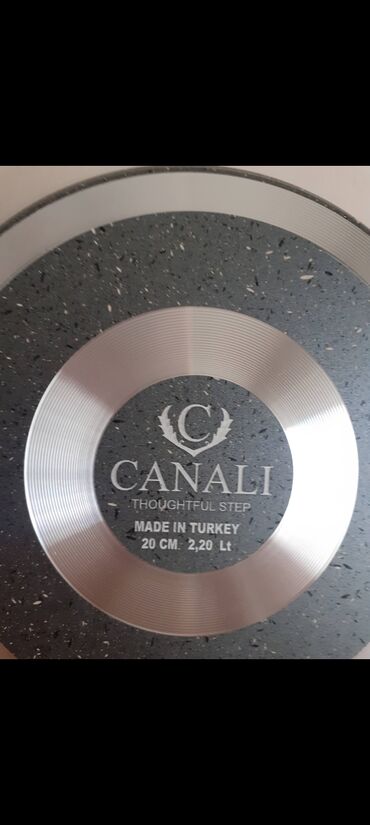 C
CANALI
THOUGHTFUL STEP
MADE IN TURKEY
20 CM. 2,20 Lt